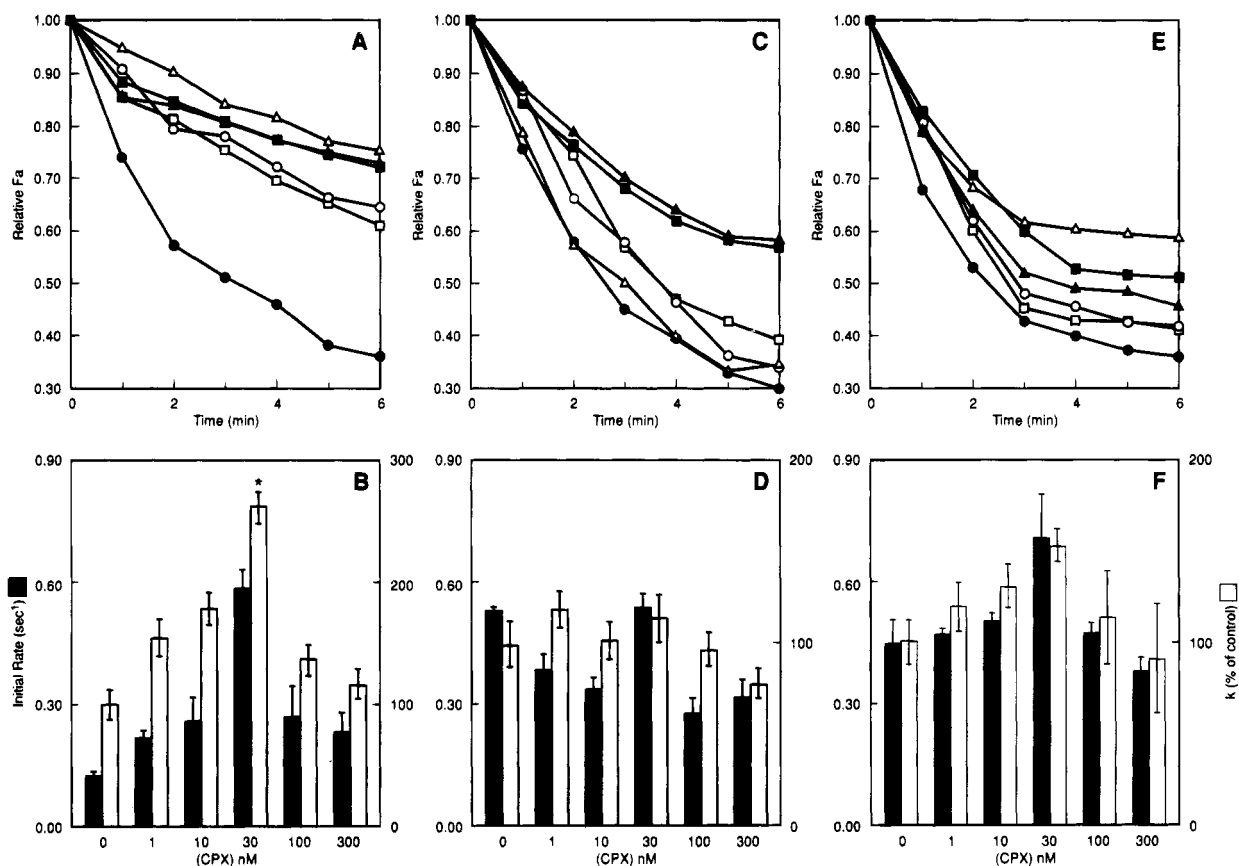 A
1.00
0.90
0.80
0.70
0.60
0.50
0.40
0.30
Relative Fa
0 2 4 6
Time (min)
C
1.00
0.90
0.80
0.70
0.60
0.50
0.40
0.30
Relative Fa
0 2 4 6
Time (min)
E
1.00
0.90
0.80
0.70
0.60
0.50
0.40
0.30
Relative Fa
0 2 4 6
Time (min)
B
*
0.90
0.60
0.30
0.00
Initial Rate (sec¹)
300
200
100
0
0 1 10 30 100 300
(CPX) nM
D
0.90
0.60
0.30
0.00
200
100
0
0 1 10 30 100 300
(CPX) nM
F
0.90
0.60
0.30
0.00
200
100
0
k (% of control)
0 1 10 30 100 300
(CPX) nM